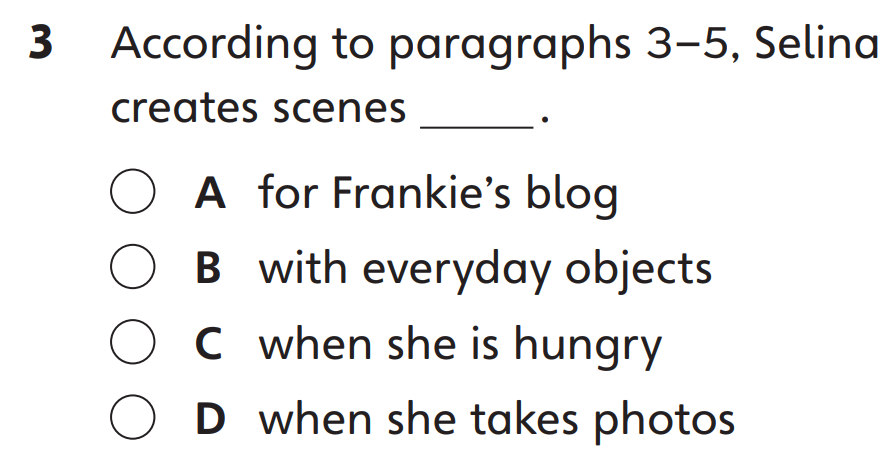 3 According to paragraphs 3–5, Selina
creates scenes _____.
A for Frankie’s blog
B with everyday objects
C when she is hungry
D when she takes photos